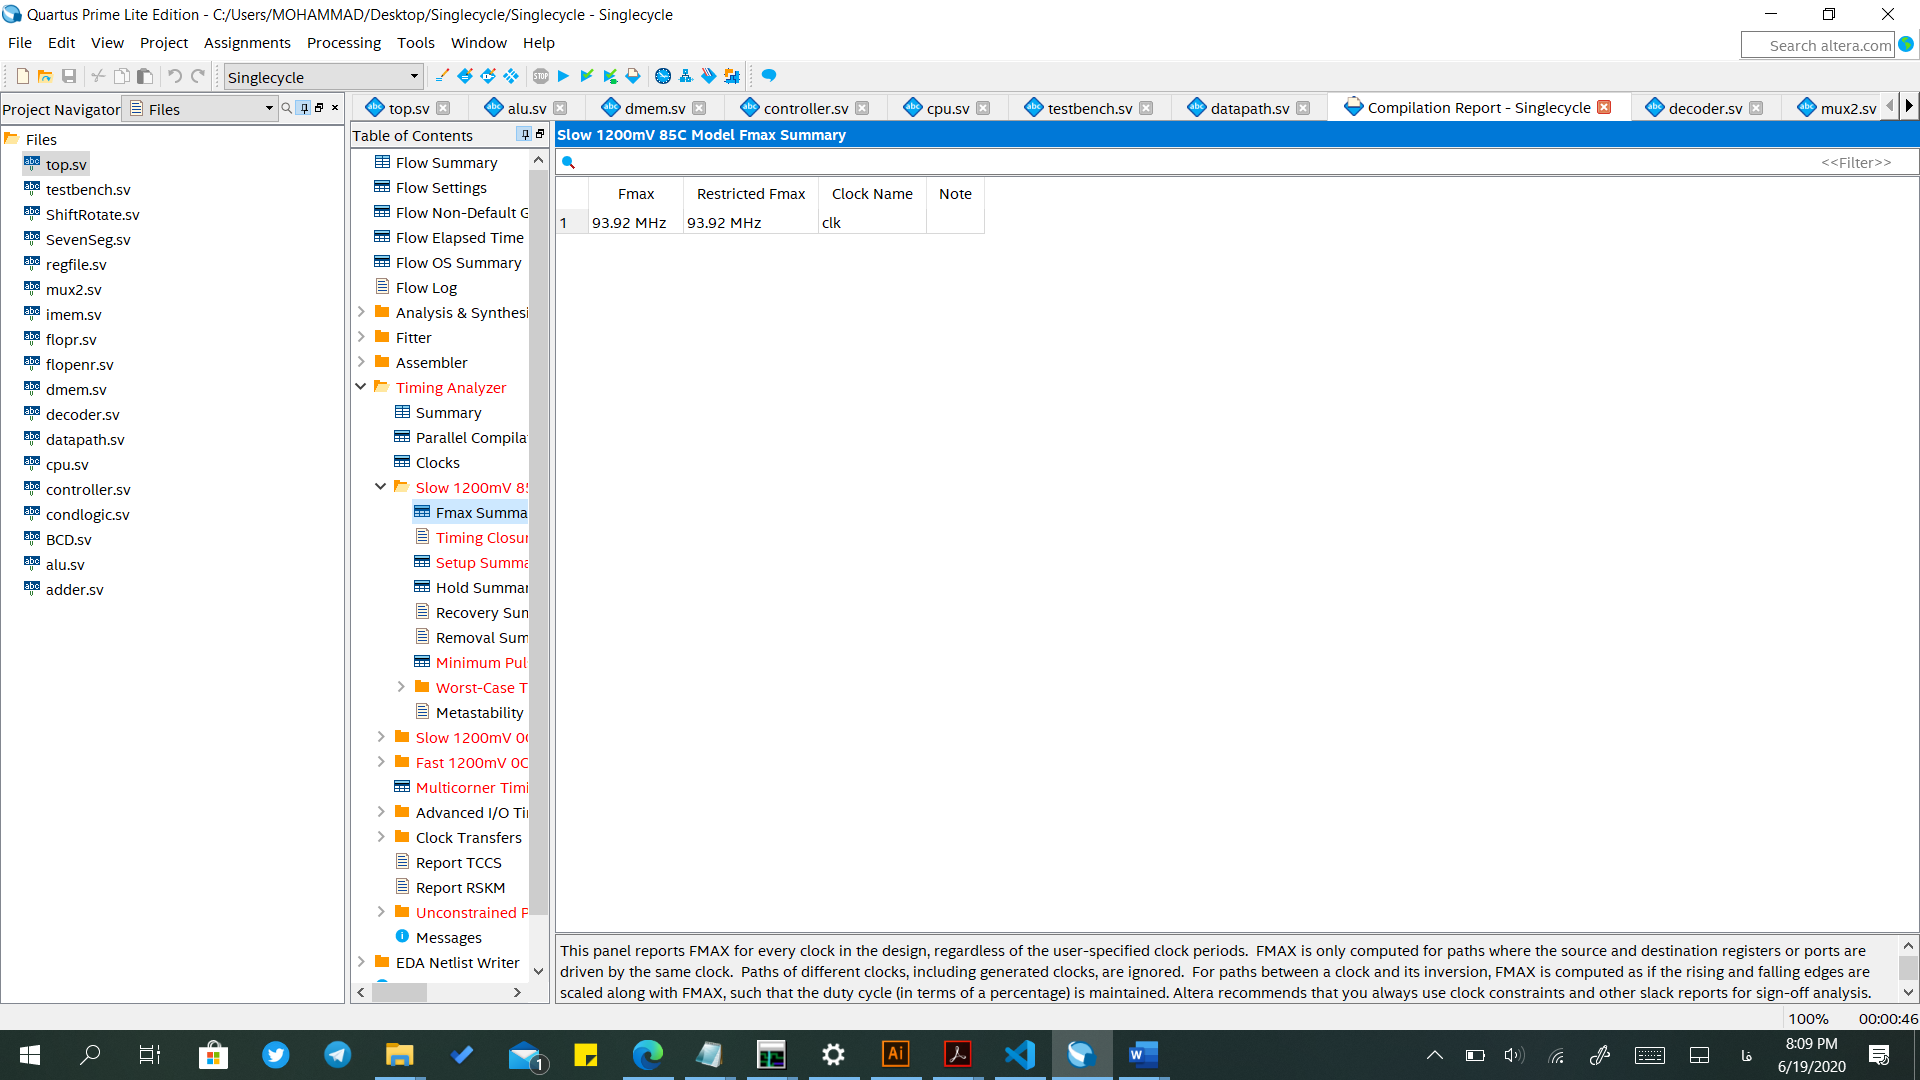 Quartus Prime Lite Edition - C:/Users/MOHAMMAD/Desktop/Singlecycle/Singlecycle - Singlecycle
File Edit View Project Assignments Processing Tools Window Help
Search altera.com
Singlecycle
Project Navigator Files
top.sv alu.sv dmem.sv controller.sv cpu.sv testbench.sv datapath.sv Compilation Report - Singlecycle decoder.sv mux2.sv
Files
top.sv
testbench.sv
ShiftRotate.sv
SevenSeg.sv
regfile.sv
mux2.sv
imem.sv
flopr.sv
flopenr.sv
dmem.sv
decoder.sv
datapath.sv
cpu.sv
controller.sv
condlogic.sv
BCD.sv
alu.sv
adder.sv
Table of Contents
Flow Summary
Flow Settings
Flow Non-Default G
Flow Elapsed Time
Flow OS Summary
Flow Log
Analysis & Synthesi
Fitter
Assembler
Timing Analyzer
Summary
Parallel Compila
Clocks
Slow 1200mV 85
Fmax Summa
Timing Closur
Setup Summa
Hold Summar
Recovery Sum
Removal Sum
Minimum Pul
Worst-Case T
Metastability
Slow 1200mV 0C
Fast 1200mV 0C
Multicorner Timi
Advanced I/O Ti
Clock Transfers
Report TCCS
Report RSKM
Unconstrained P
Messages
EDA Netlist Writer
Slow 1200mV 85C Model Fmax Summary
<<Filter>>
Fmax Restricted Fmax Clock Name Note
1 93.92 MHz 93.92 MHz clk
This panel reports FMAX for every clock in the design, regardless of the user-specified clock periods. FMAX is only computed for paths where the source and destination registers or ports are
driven by the same clock. Paths of different clocks, including generated clocks, are ignored. For paths between a clock and its inversion, FMAX is computed as if the rising and falling edges are
scaled along with FMAX, such that the duty cycle (in terms of a percentage) is maintained. Altera recommends that you always use clock constraints and other slack reports for sign-off analysis.
100% 00:00:46
1
Ai
فا
8:09 PM
6/19/2020